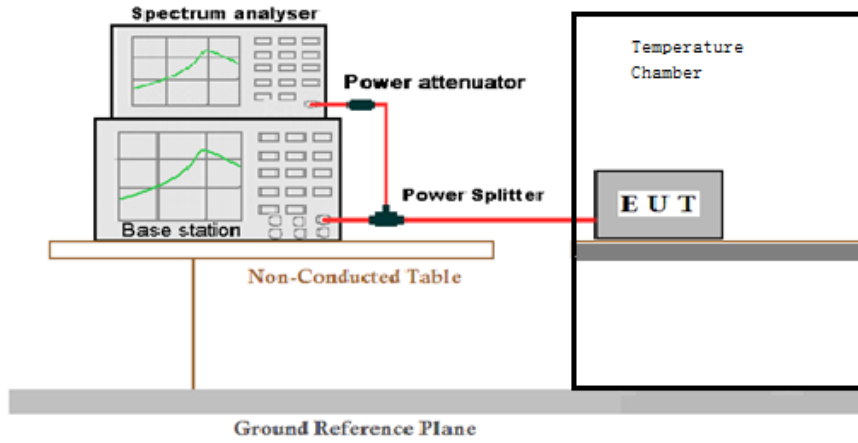 Spectrum analyser
Temperature
Chamber
Power attenuator
Power Splitter
E U T
Base station
Non-Conducted Table
Ground Reference Plane